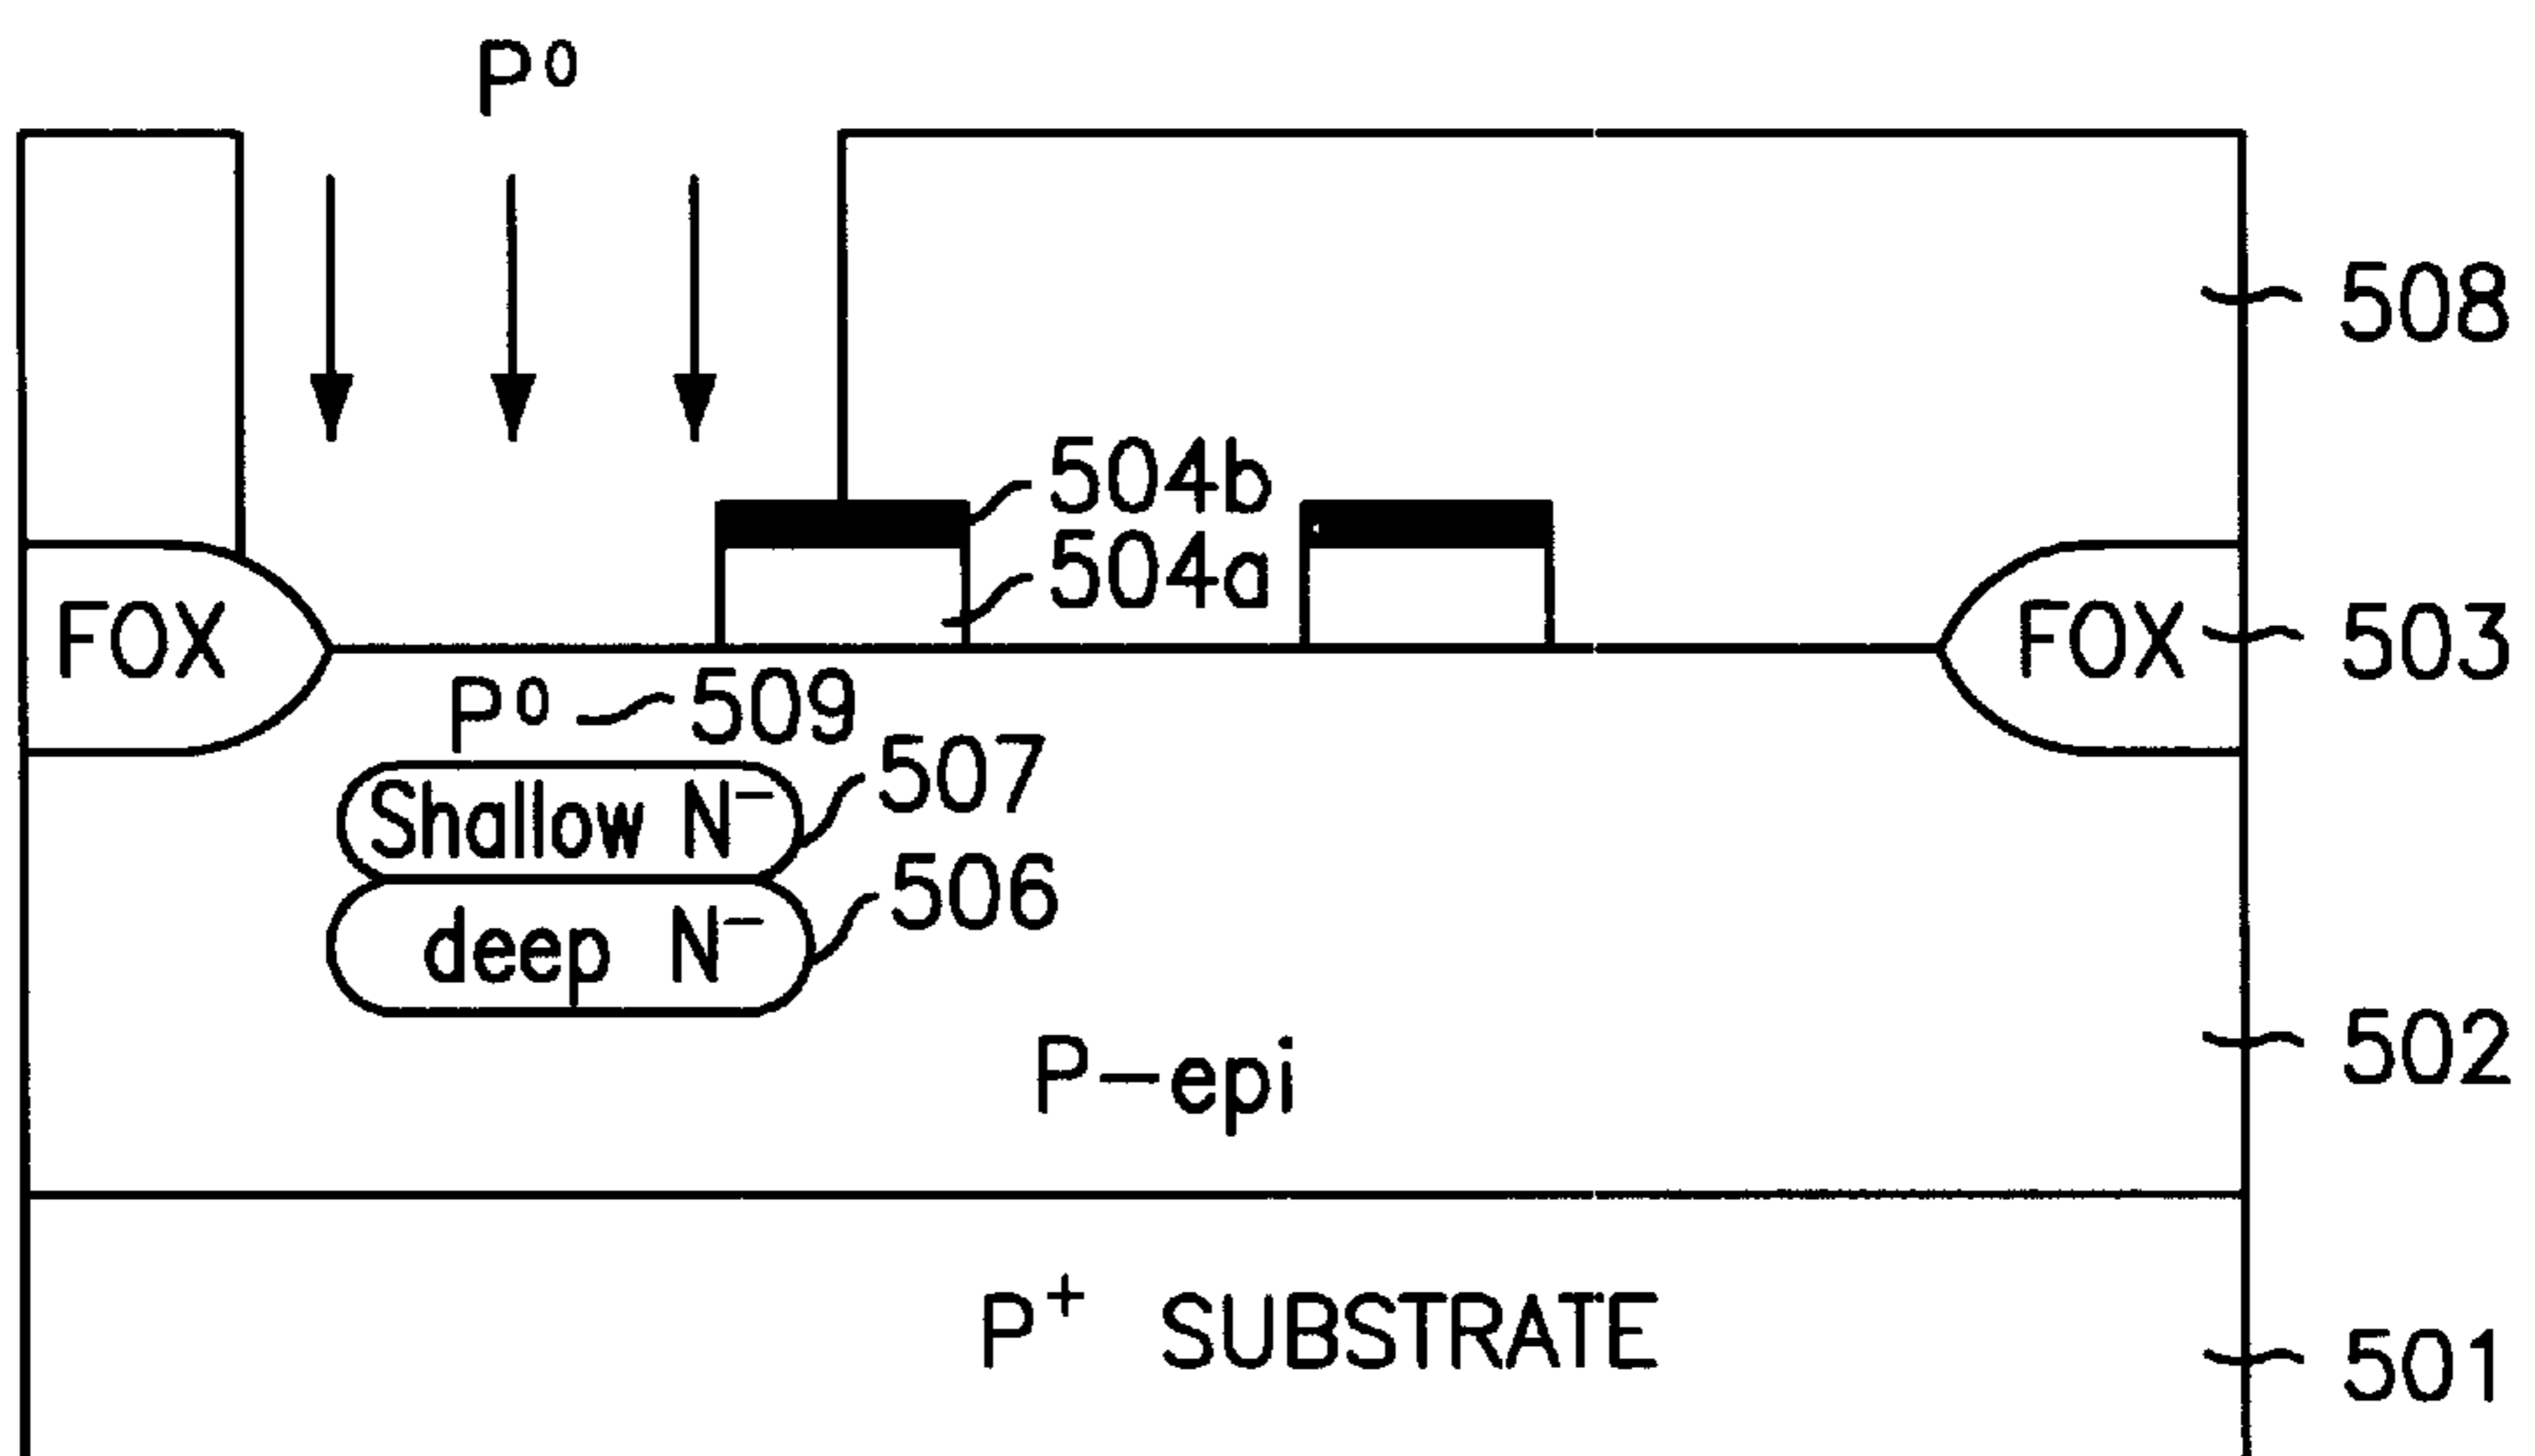 P⁰
508
504b
504a
FOX
FOX
503
P⁰
509
507
Shallow N⁻
506
deep N⁻
502
P-epi
P⁺ SUBSTRATE
501